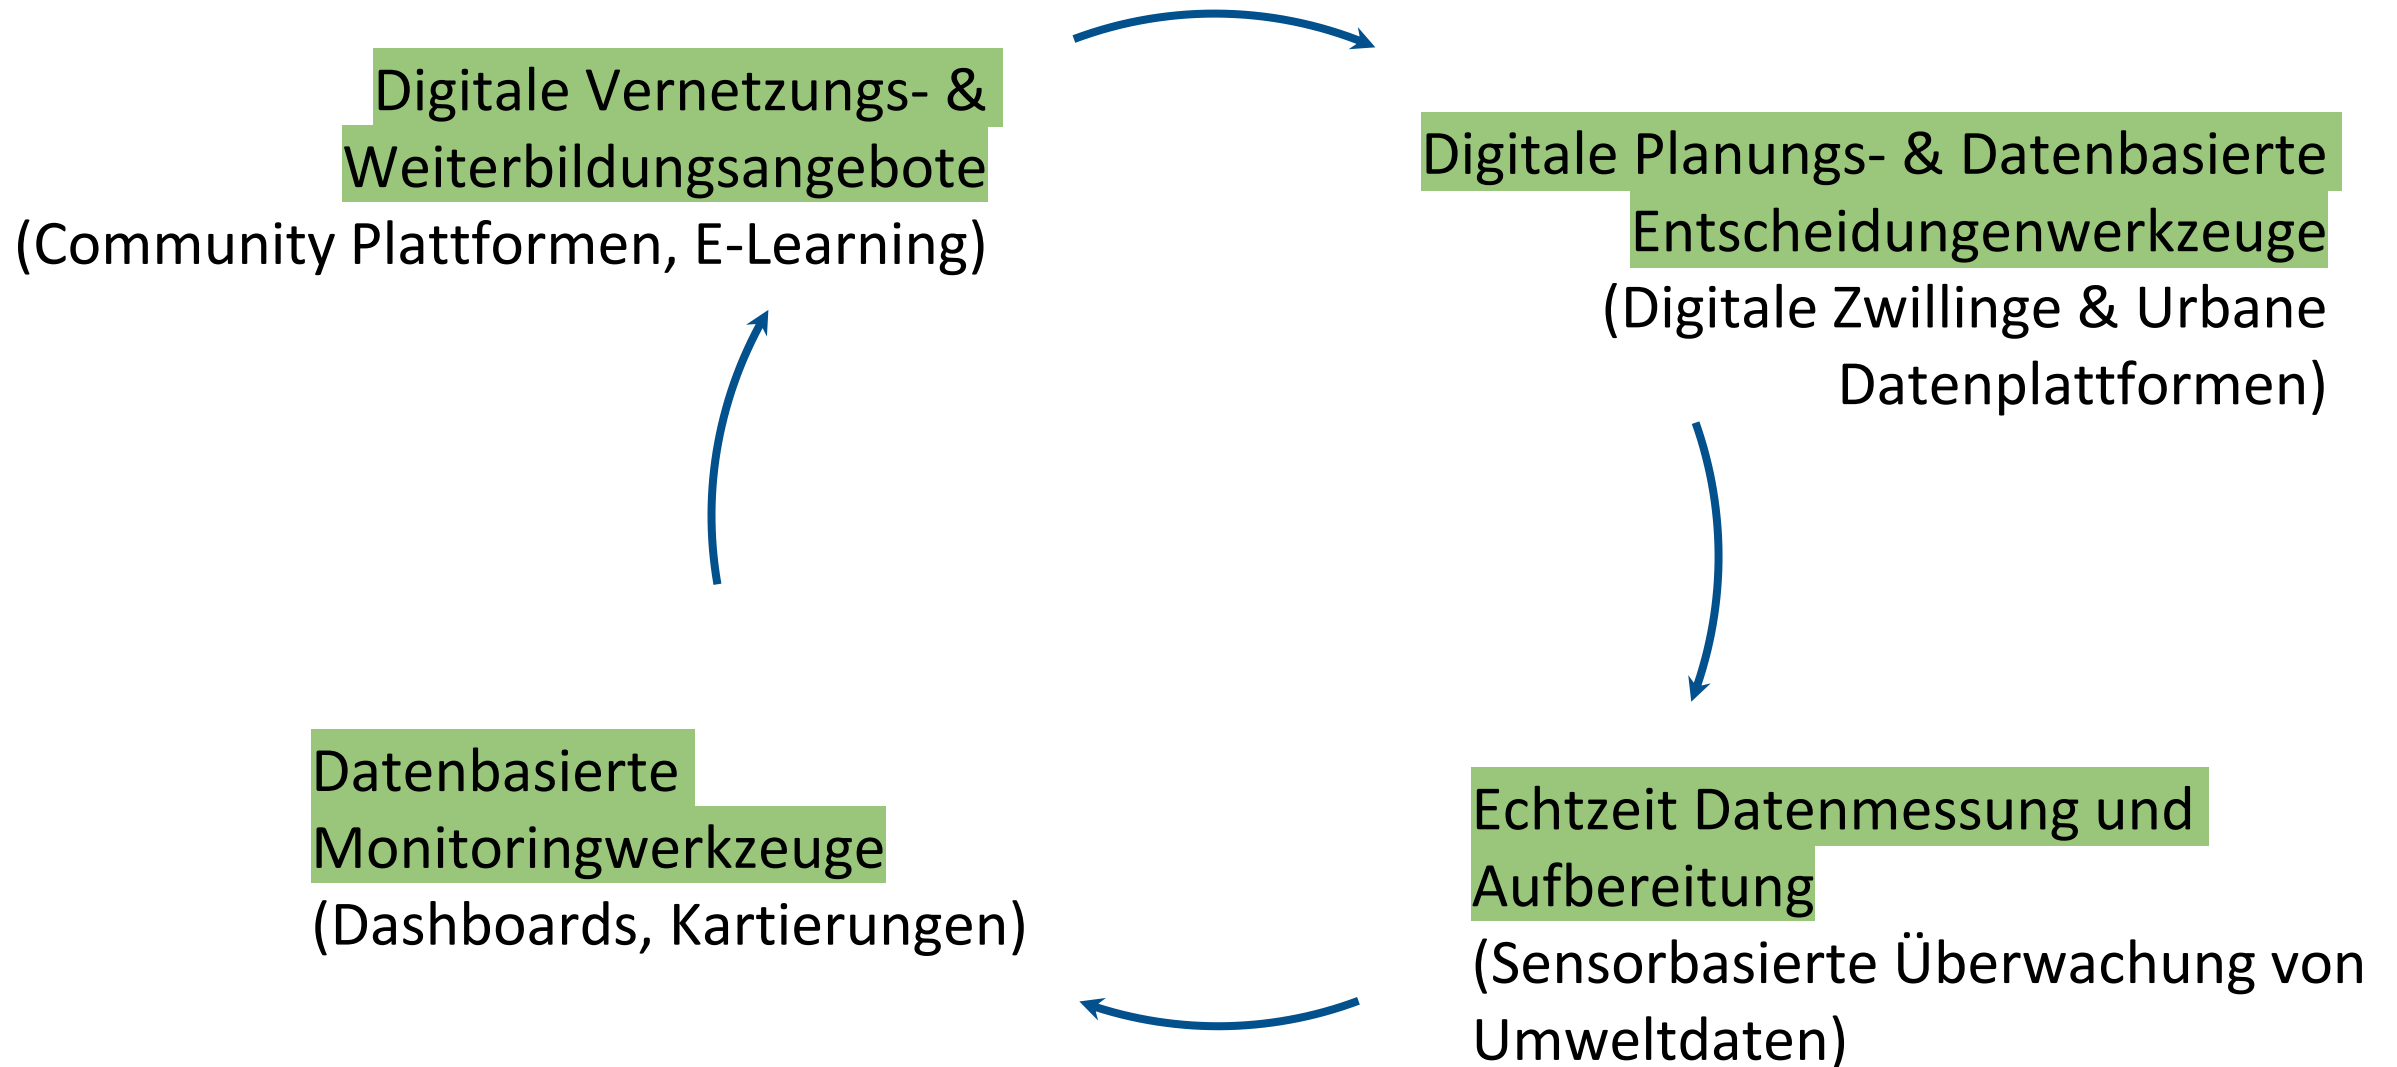 Digitale Vernetzungs- &
Weiterbildungsangebote
(Community Plattformen, E-Learning)
Digitale Planungs- & Datenbasierte
Entscheidungenwerkzeuge
(Digitale Zwillinge & Urbane
Datenplattformen)
Datenbasierte
Monitoringwerkzeuge
(Dashboards, Kartierungen)
Echtzeit Datenmessung und
Aufbereitung
(Sensorbasierte Überwachung von
Umweltdaten)